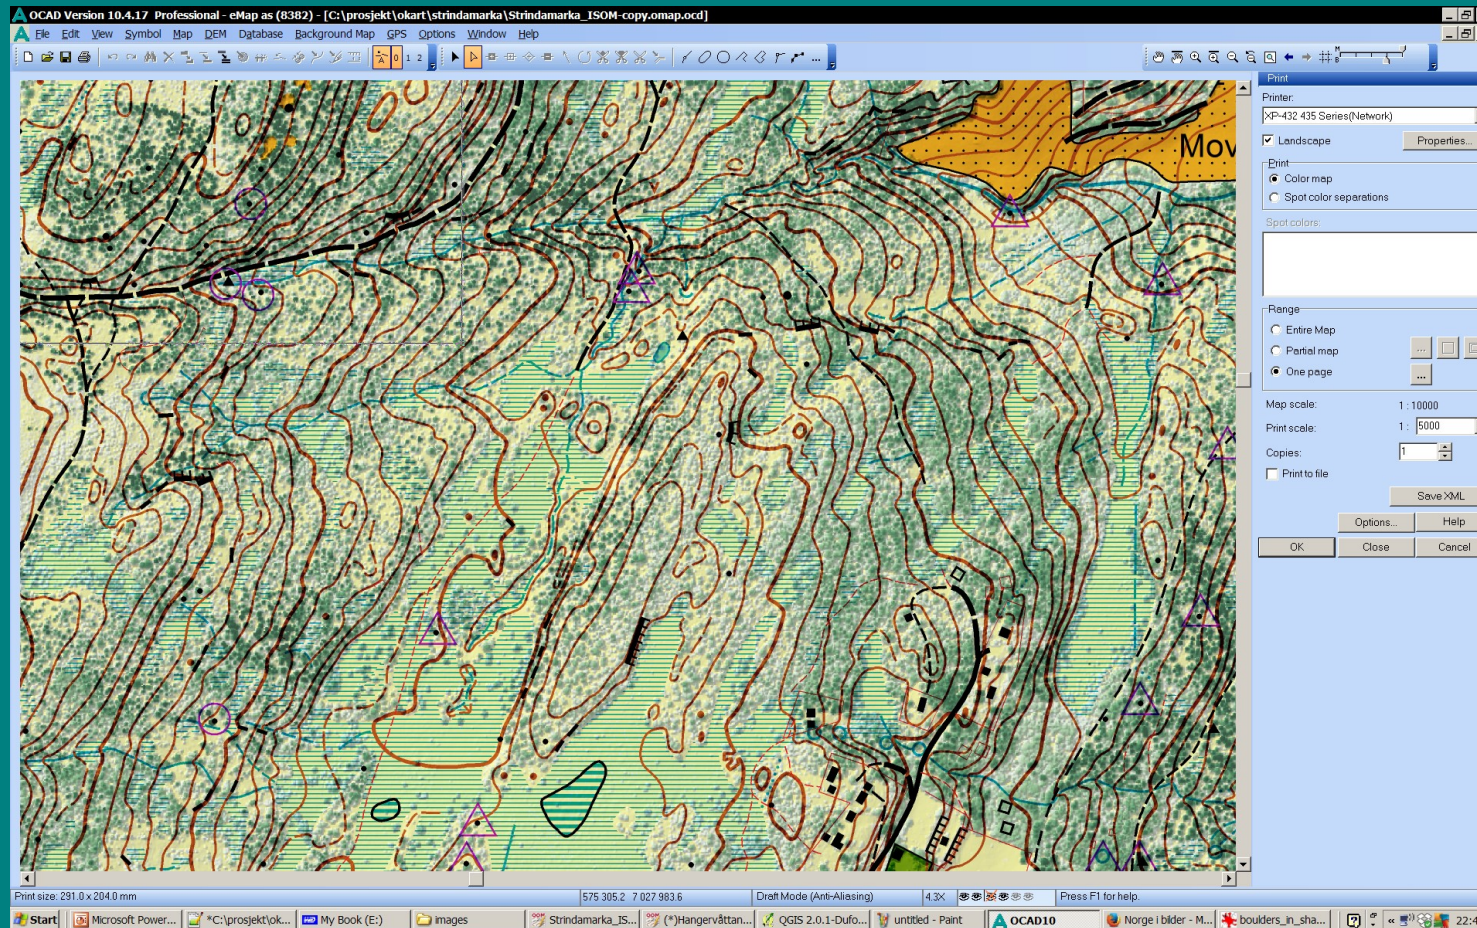 OCAD Version 10.4.17 Professional - eMap as (8382) - [C:\prosjekt\okart\strindamarka\Strindamarka_ISOM-copy.omap.ocd]
File Edit View Symbol Map DEM Database Background Map GPS Options Window Help
0 1 2
M
B
Print
Printer:
XP-432 435 Series(Network)
Landscape
Properties...
Print
Color map
Spot color separations
Spot colors:
Range
Entire Map
Partial map
...
One page
...
Map scale: 1 : 10000
Print scale: 1 : 5000
Copies: 1
Print to file
Save XML
Options... Help
OK Close Cancel
Mov
Print size: 291.0 x 204.0 mm 575 305.2 7 027 983.6 Draft Mode (Anti-Aliasing) 4.3X Press F1 for help.
Start Microsoft Power... *C:\prosjekt\ok... My Book (E:) images Strindamarka_IS... (*)Hangervåttan... QGIS 2.0.1-Dufo... untitled - Paint OCAD10 Norge i bilder - M... boulders_in_sha... « 22:4